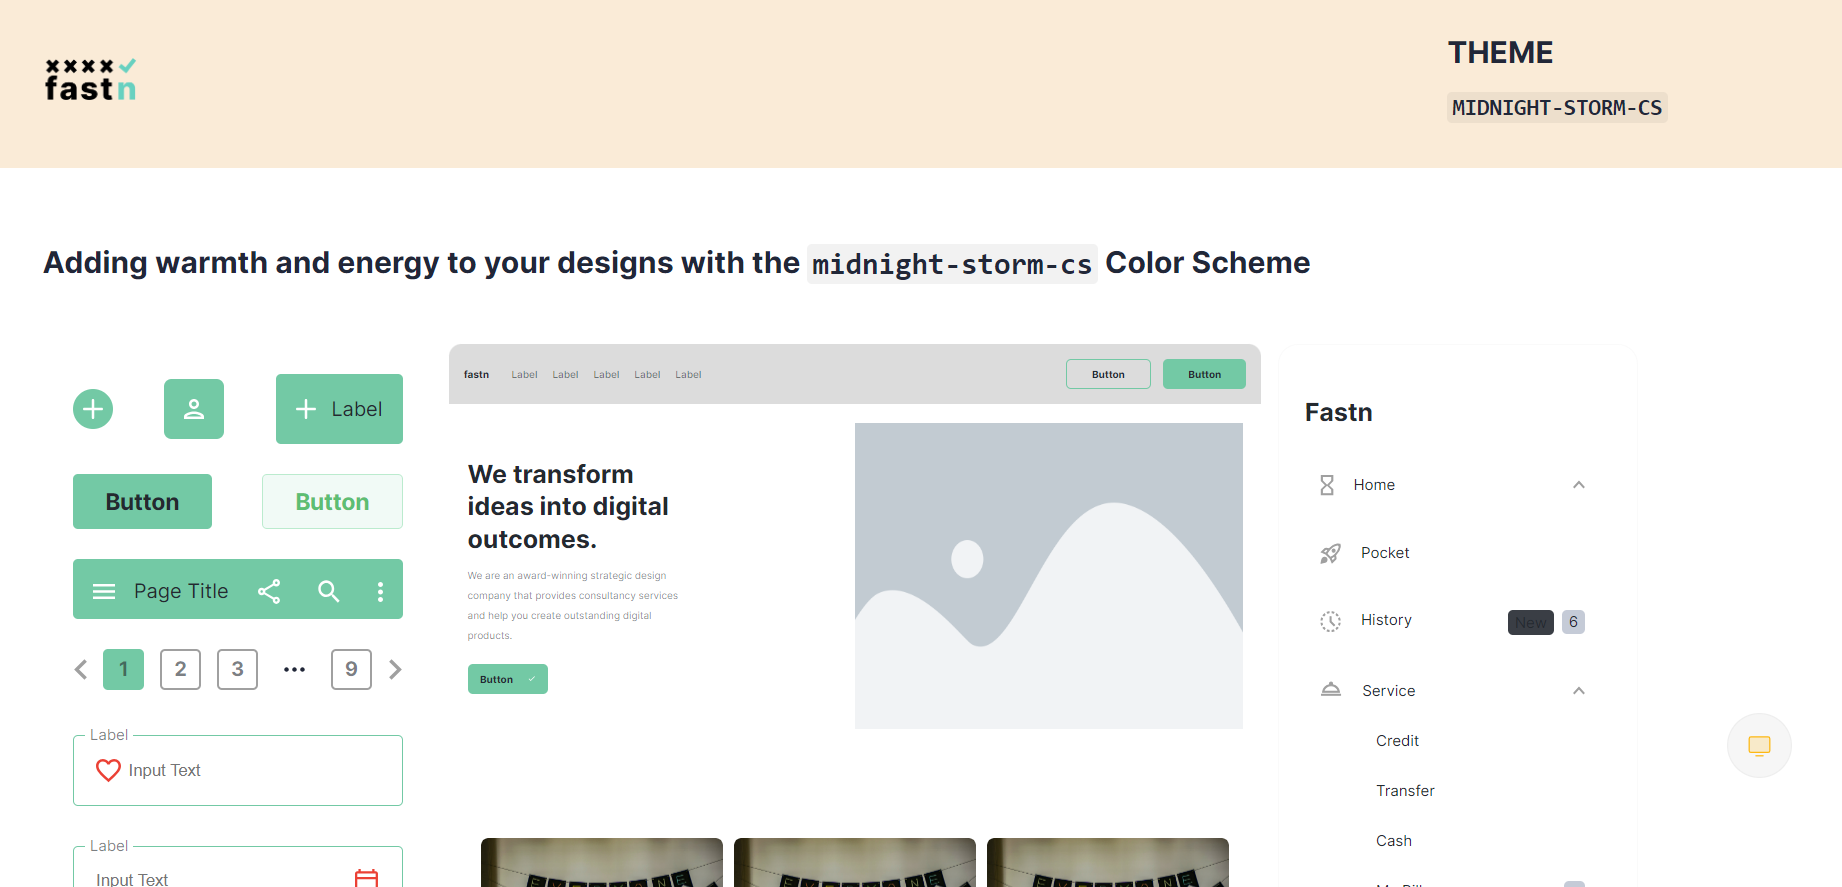 xxxx✓
fastn
THEME
MIDNIGHT-STORM-CS
Adding warmth and energy to your designs with the midnight-storm-cs Color Scheme
Label
Button Button
Page Title
1 2 3 ••• 9
Label
Input Text
Label
Input Text
fastn Label Label Label Label Label Button Button
We transform
ideas into digital
outcomes.
We are an award-winning strategic design
company that provides consultancy services
and help you create outstanding digital
products.
Button
Fastn
Home
Pocket
History New 6
Service
Credit
Transfer
Cash